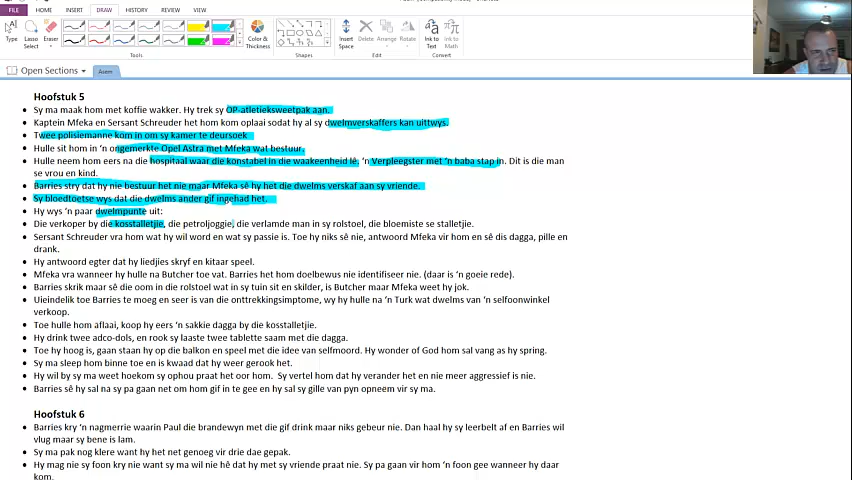 FILE HOME INSERT DRAW HISTORY REVIEW VIEW
Type Lasso Select Eraser Color & Thickness Insert Space Delete Arrange Rotate Ink to Text Ink to Math
Tools Shapes Edit Convert
Open Sections Asem
Hoofstuk 5
Sy ma maak hom met koffie wakker. Hy trek sy OP-atletieksweetpak aan.
Kaptein Mfeka en Sersant Schreuder het hom kom oplaai sodat hy al sy dwelmverskaffers kan uitwys.
Twee polisiemanne kom in om sy kamer te deursoek
Hulle sit hom in 'n ongemerkte Opel Astra met Mfeka wat bestuur.
Hulle neem hom eers na die hospitaal waar die konstabel in die waakeenheid lê. 'n Verpleegster met 'n baba stap in. Dit is die man
se vrou en kind.
Barries stry dat hy nie bestuur het nie maar Mfeka sê hy het die dwelms verskaf aan sy vriende.
Sy bloedtoetse wys dat die dwelms ander gif ingehad het.
Hy wys 'n paar dwelmpunte uit:
Die verkoper by die kosstalletjie, die petroljoggie, die verlamde man in sy rolstoel, die bloemiste se stalletjie.
Sersant Schreuder vra hom wat hy wil word en wat sy passie is. Toe hy niks sê nie, antwoord Mfeka vir hom en sê dis dagga, pille en
drank.
Hy antwoord egter dat hy liedjies skryf en kitaar speel.
Mfeka vra wanneer hy hulle na Butcher toe vat. Barries het hom doelbewus nie identifiseer nie. (daar is 'n goeie rede).
Barries skrik maar sê die oom in die rolstoel wat in sy tuin sit en skilder, is Butcher maar Mfeka weet hy jok.
Uieindelik toe Barries te moeg en seer is van die onttrekkingsimptome, wy hy hulle na 'n Turk wat dwelms van 'n selfoonwinkel
verkoop.
Toe hulle hom aflaai, koop hy eers 'n sakkie dagga by die kosstalletjie.
Hy drink twee adco-dols, en rook sy laaste twee tablette saam met die dagga.
Toe hy hoog is, gaan staan hy op die balkon en speel met die idee van selfmoord. Hy wonder of God hom sal vang as hy spring.
Sy ma sleep hom binne toe en is kwaad dat hy weer gerook het.
Hy wil by sy ma weet hoekom sy ophou praat het oor hom. Sy vertel hom dat hy verander het en nie meer aggressief is nie.
Barries sê hy sal na sy pa gaan net om hom gif in te gee en hy sal sy gille van pyn opneem vir sy ma.
Hoofstuk 6
Barries kry 'n nagmerrie waarin Paul die brandewyn met die gif drink maar niks gebeur nie. Dan haal hy sy leerbelt af en Barries wil
vlug maar sy bene is lam.
Sy ma pak nog klere want hy het net genoeg vir drie dae gepak.
Hy mag nie sy foon kry nie want sy ma wil nie hê dat hy met sy vriende praat nie. Sy pa gaan vir hom 'n foon gee wanneer hy daar
kom.